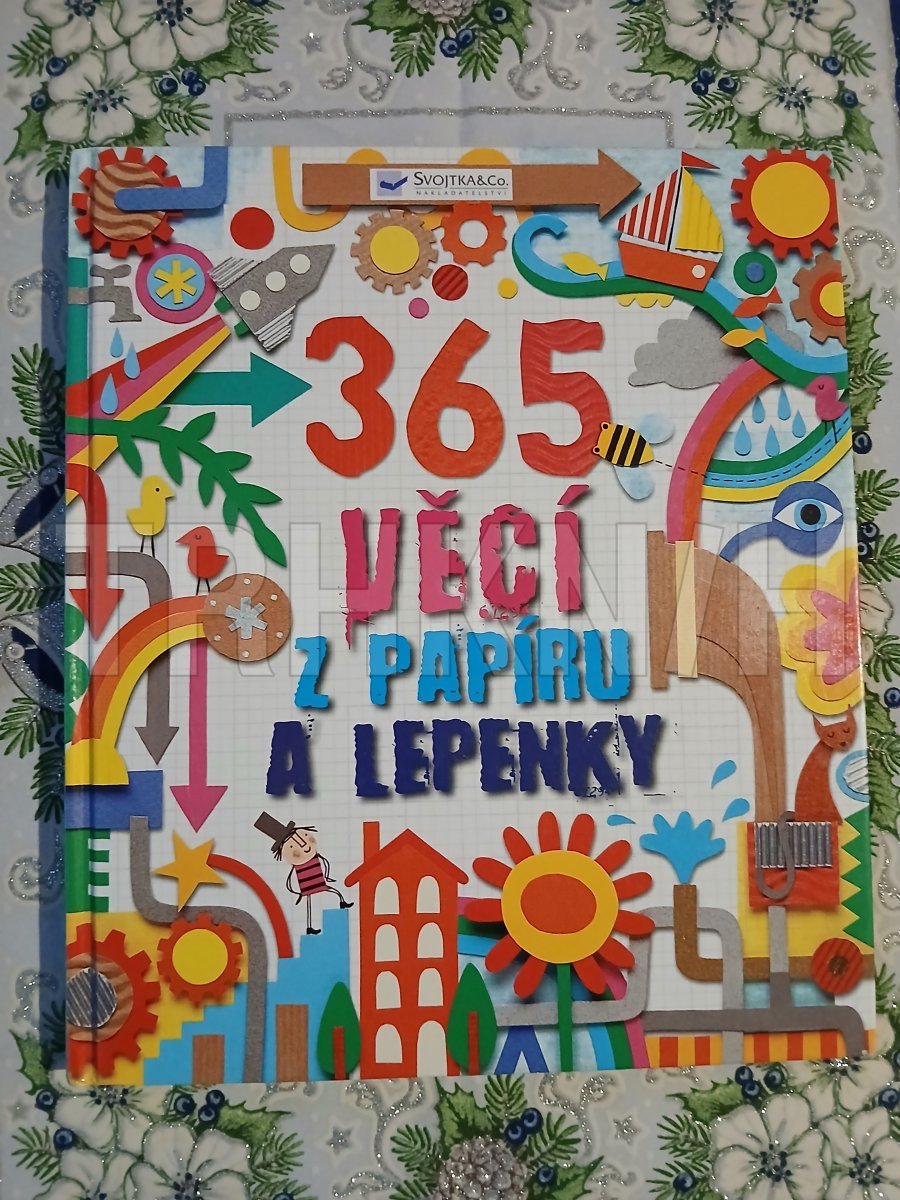 SVOJTKA&CO.
NAKLADATELSTVÍ
365
VĚCÍ
Z PAPÍRU
A LEPENKY